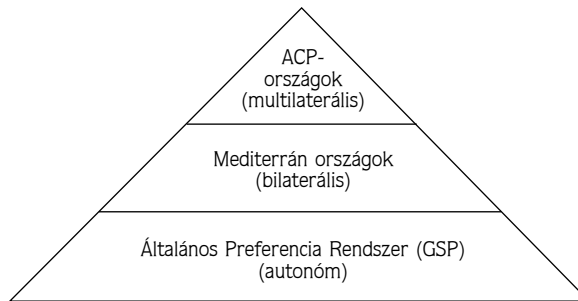 ACP-
országok
(multilaterális)
Mediterrán országok
(bilaterális)
Általános Preferencia Rendszer (GSP)
(autonóm)